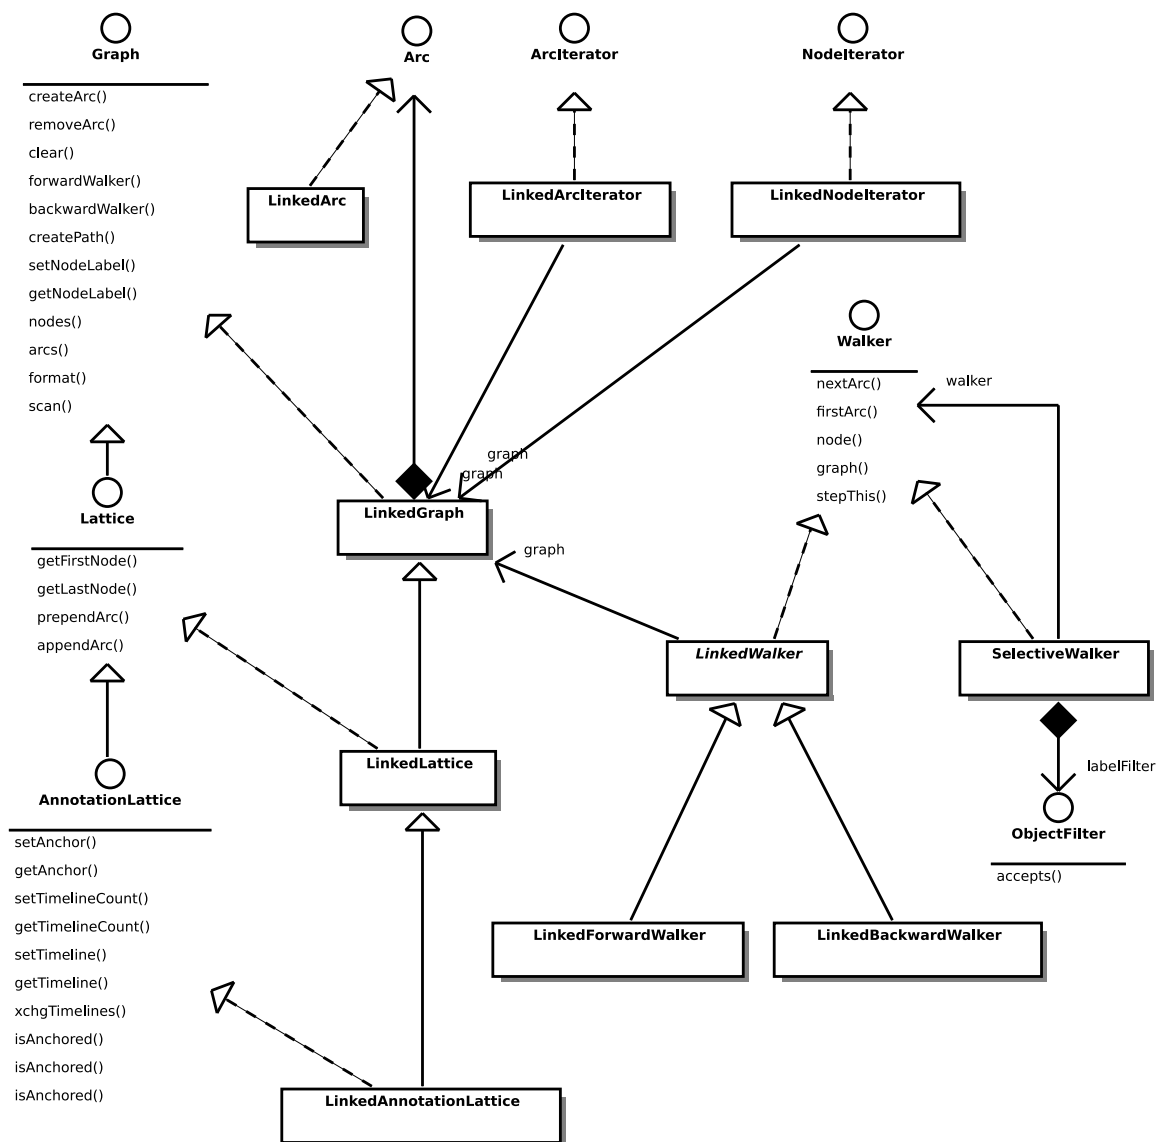 Graph
Arc
ArcIterator
NodeIterator
createArc()
removeArc()
clear()
forwardWalker()
backwardWalker()
createPath()
setNodeLabel()
getNodeLabel()
nodes()
arcs()
format()
scan()
LinkedArc
LinkedArcIterator
LinkedNodeIterator
Walker
nextArc()
firstArc()
node()
graph()
stepThis()
walker
graph
graph
LinkedGraph
graph
Lattice
getFirstNode()
getLastNode()
prependArc()
appendArc()
LinkedWalker
SelectiveWalker
LinkedLattice
labelFilter
ObjectFilter
accepts()
AnnotationLattice
setAnchor()
getAnchor()
setTimelineCount()
getTimelineCount()
setTimeline()
getTimeline()
xchgTimelines()
isAnchored()
isAnchored()
isAnchored()
LinkedForwardWalker
LinkedBackwardWalker
LinkedAnnotationLattice